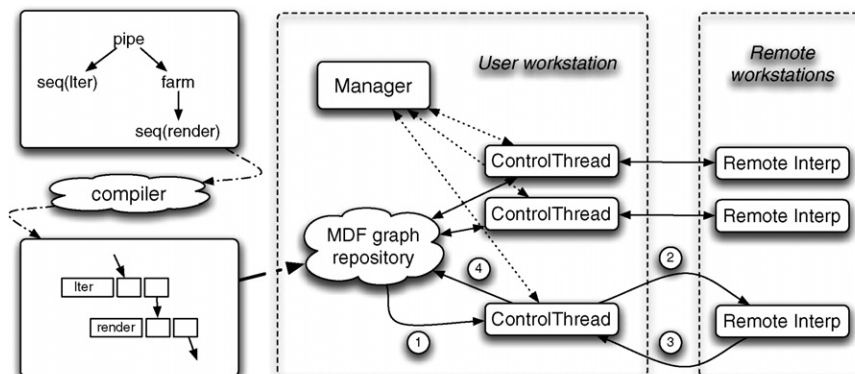 pipe
seq(Iter)
farm
seq(render)
compiler
Iter
render
User workstation
Manager
ControlThread
ControlThread
MDF graph
repository
4
ControlThread
1
2
3
Remote
workstations
Remote Interp
Remote Interp
Remote Interp